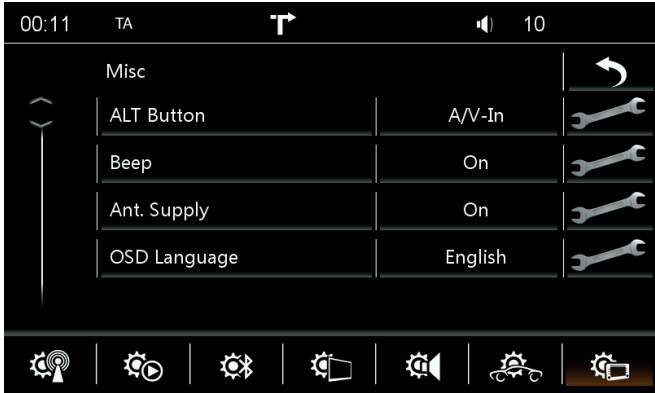 00:11 TA 10
Misc
ALT Button A/V-In
Beep On
Ant. Supply On
OSD Language English